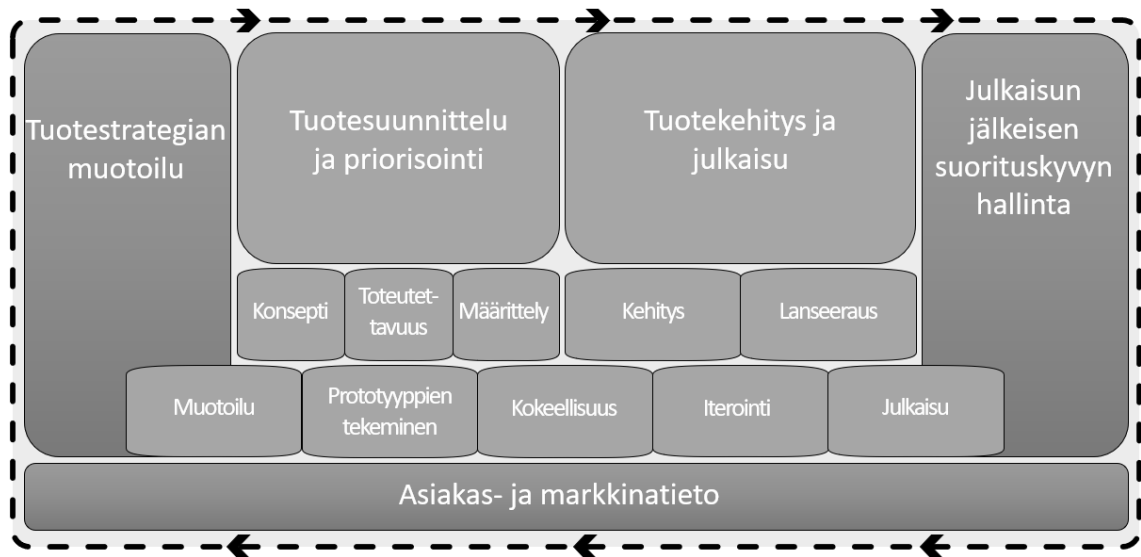 Tuotestrategian
muotoilu
Tuotesuunnittelu
ja priorisointi
Tuotekehitys ja
julkaisu
Julkaisun
jälkeisen
suorituskyvyn
hallinta
Konsepti
Toteutet-
tavuus
Määrittely
Kehitys
Lanseeraus
Muotoilu
Prototyyppien
tekeminen
Kokeellisuus
Iterointi
Julkaisu
Asiakas- ja markkinatieto